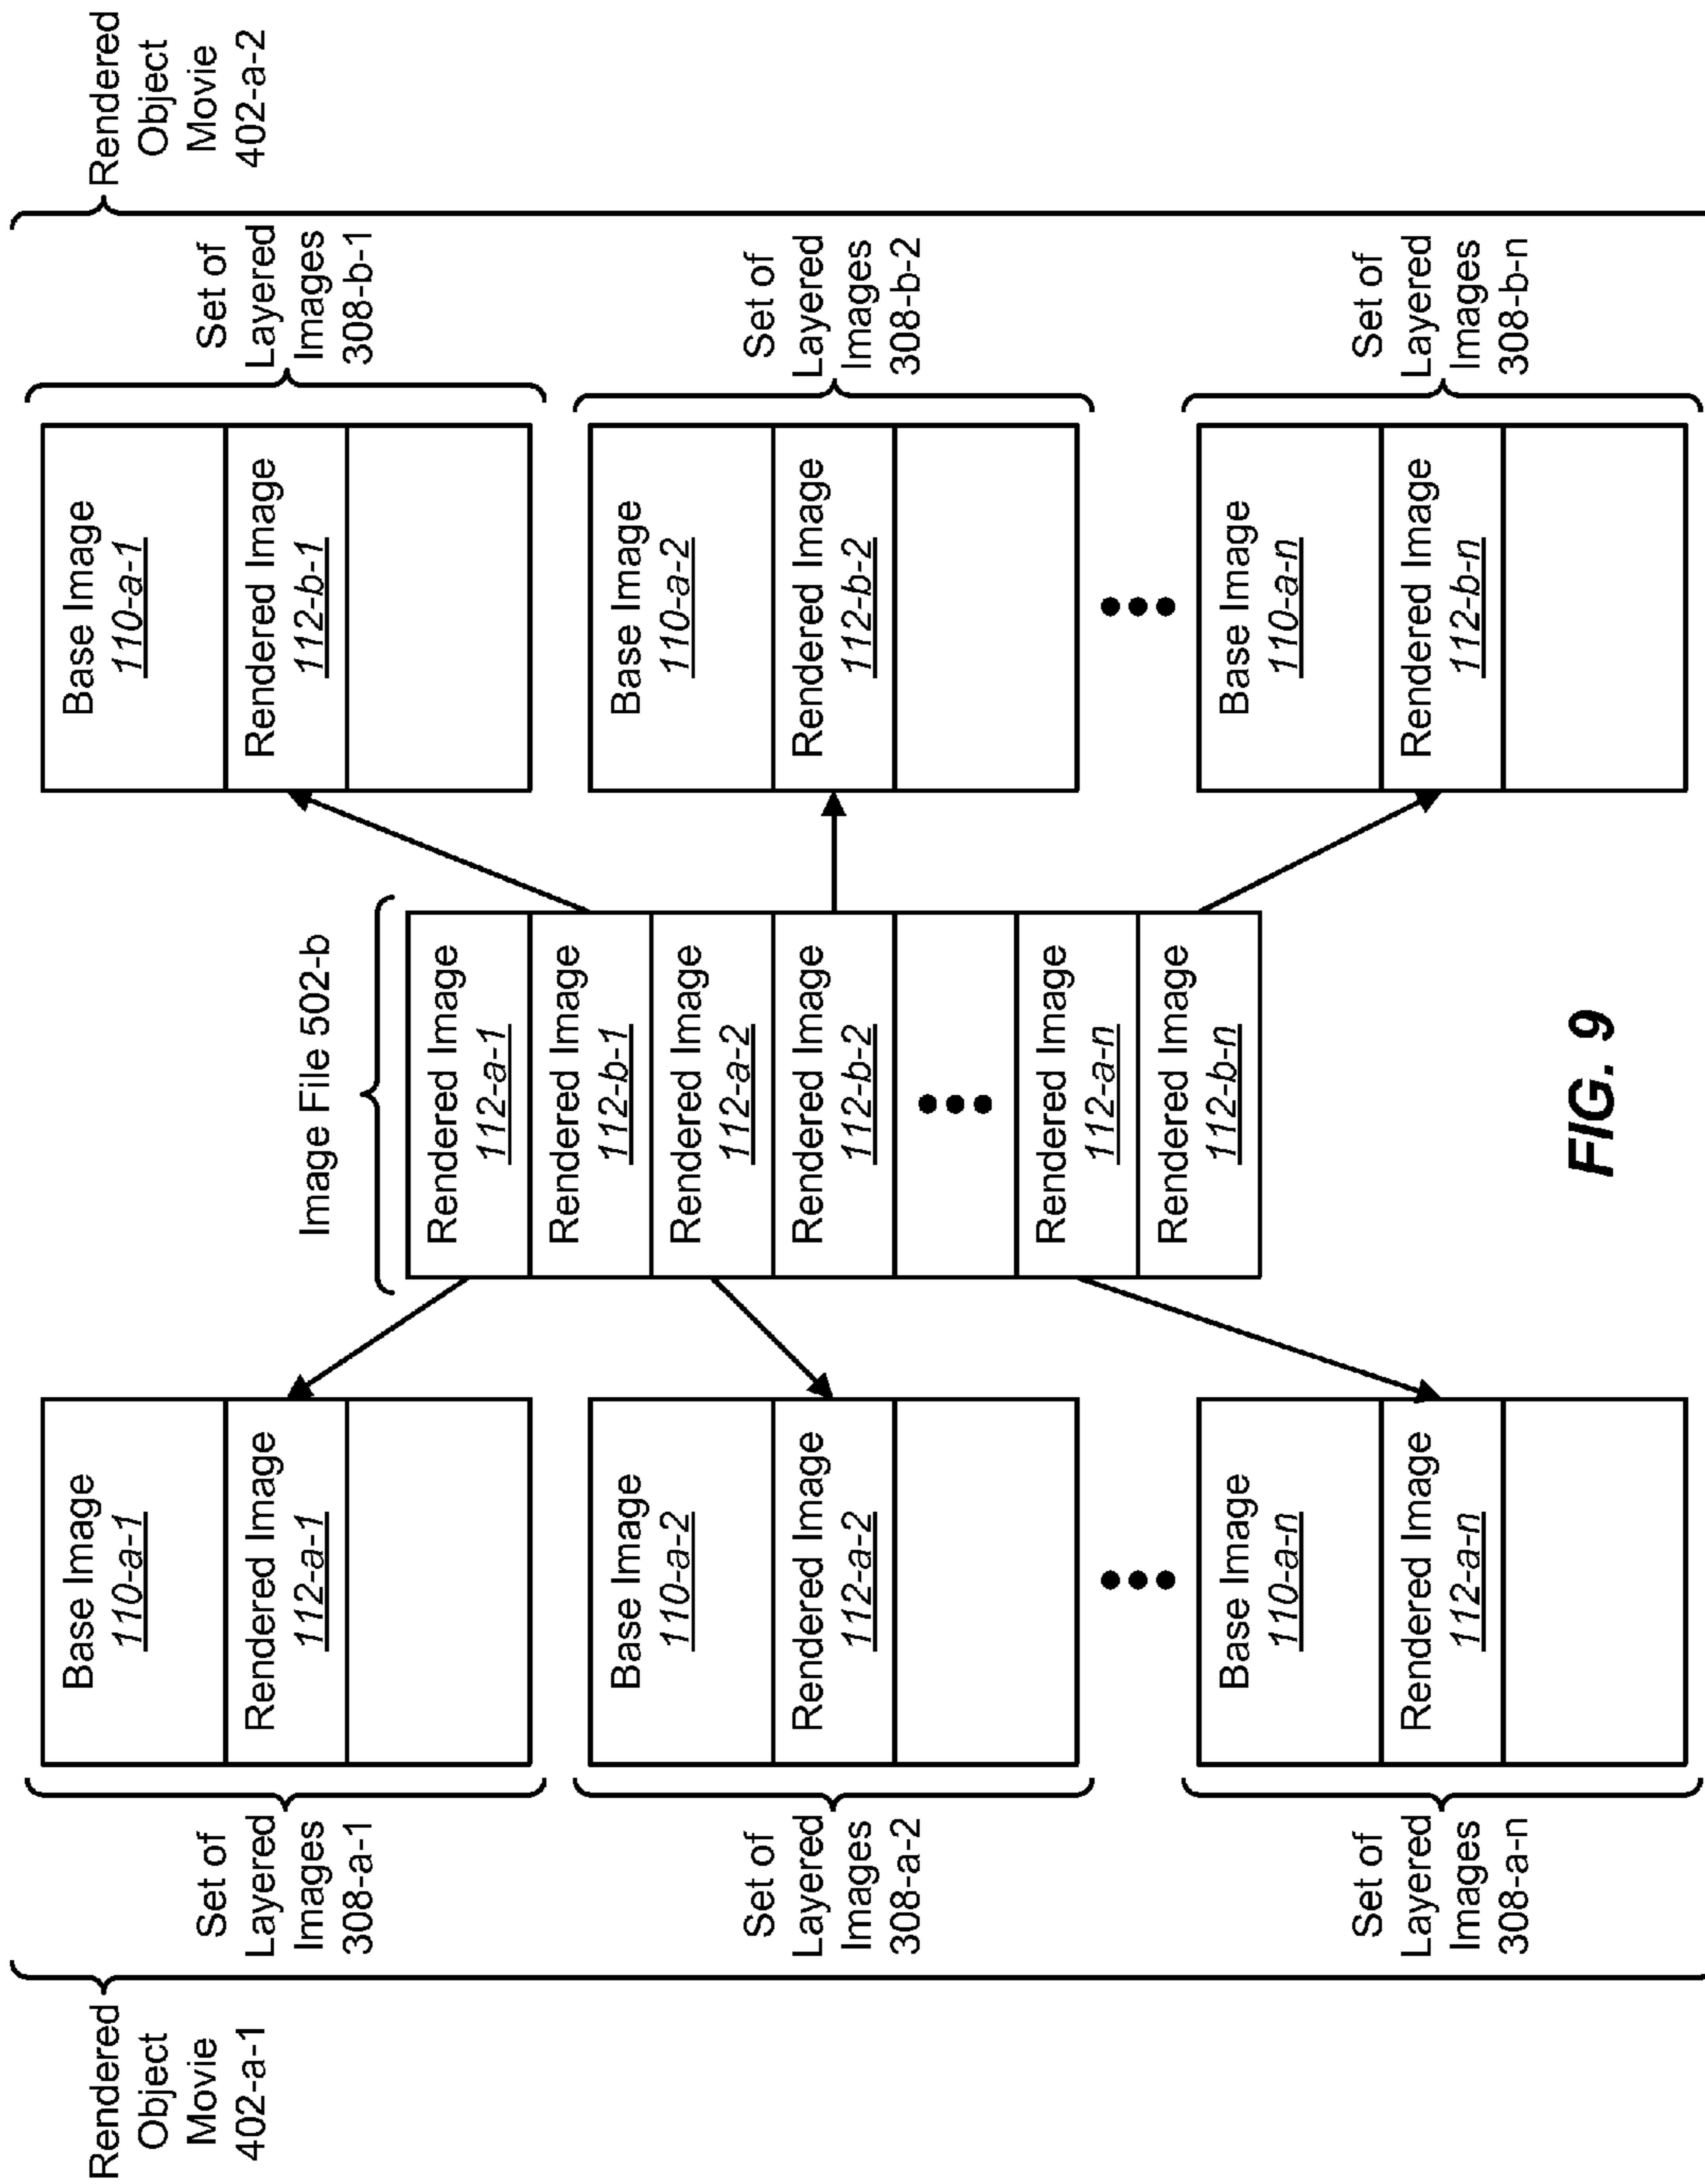 Rendered
Object
Movie
402-a-1
Set of
Layered
Images
308-a-1
Base Image
110-a-1
Rendered Image
112-a-1
Set of
Layered
Images
308-a-2
Base Image
110-a-2
Rendered Image
112-a-2
Set of
Layered
Images
308-a-n
Base Image
110-a-n
Rendered Image
112-a-n
Image File 502-b
Rendered Image
112-a-1
Rendered Image
112-b-1
Rendered Image
112-a-2
Rendered Image
112-b-2
Rendered Image
112-a-n
Rendered Image
112-b-n
Rendered
Object
Movie
402-a-2
Base Image
110-a-1
Rendered Image
112-b-1
Set of
Layered
Images
308-b-1
Base Image
110-a-2
Rendered Image
112-b-2
Set of
Layered
Images
308-b-2
Base Image
110-a-n
Rendered Image
112-b-n
Set of
Layered
Images
308-b-n
FIG. 9